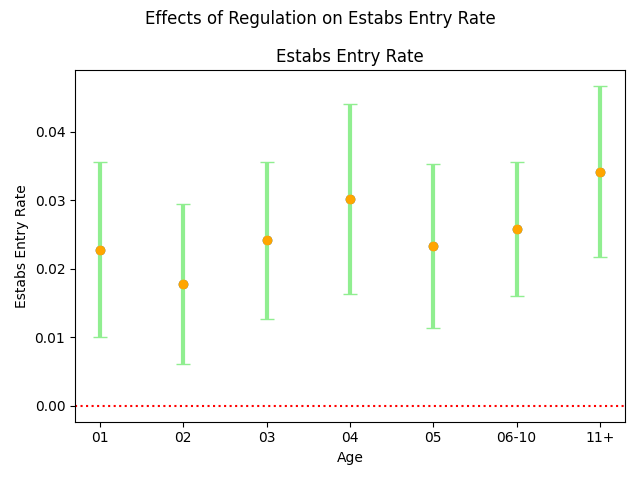 Effects of Regulation on Estabs Entry Rate
Estabs Entry Rate
Estabs Entry Rate
0.04
0.03
0.02
0.01
0.00
01 02 03 04 05 06-10 11+
Age